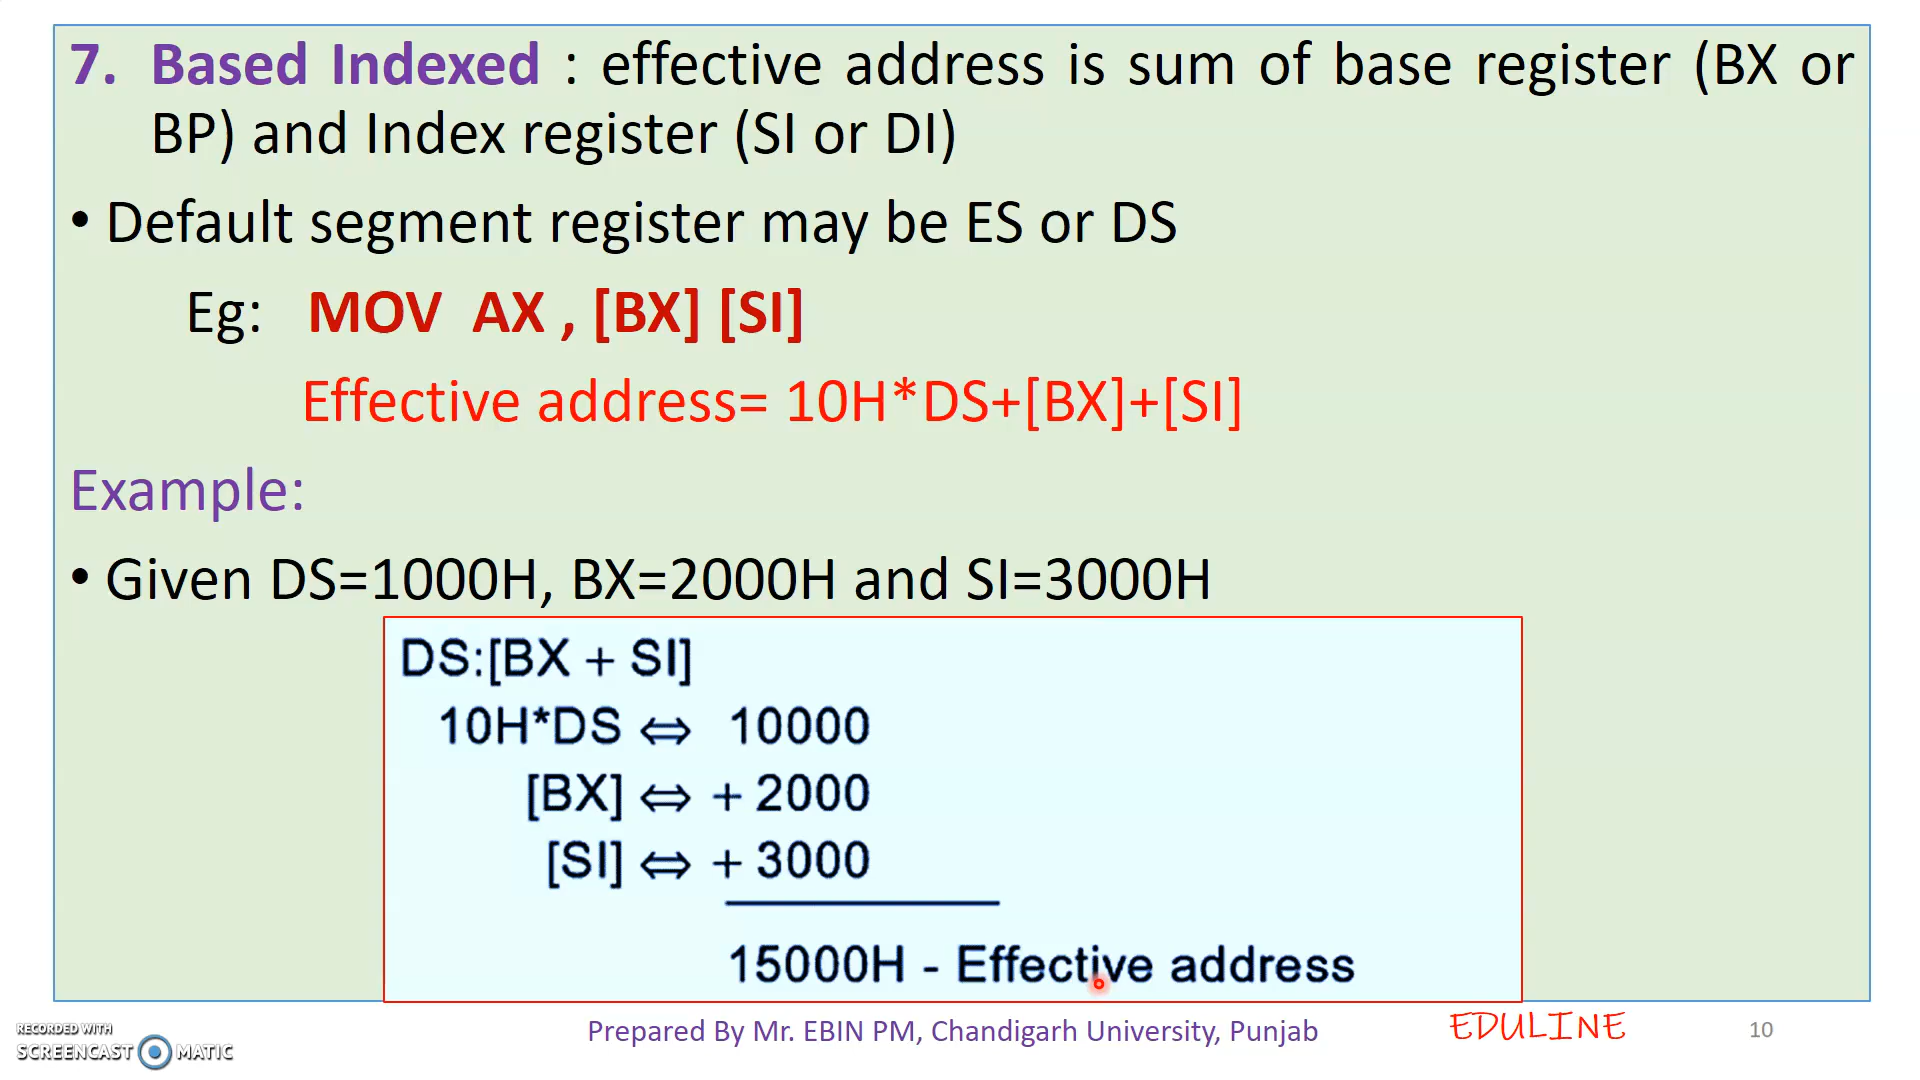 7. Based Indexed : effective address is sum of base register (BX or
BP) and Index register (SI or DI)
• Default segment register may be ES or DS
Eg: MOV AX , [BX] [SI]
Effective address= 10H*DS+[BX]+[SI]
Example:
• Given DS=1000H, BX=2000H and SI=3000H
DS:[BX + SI]
10H*DS ⇔ 10000
[BX] ⇔ + 2000
[SI] ⇔ + 3000
15000H - Effective address
Prepared By Mr. EBIN PM, Chandigarh University, Punjab
EDULINE
10
RECORDED WITH
SCREENCAST MATIC